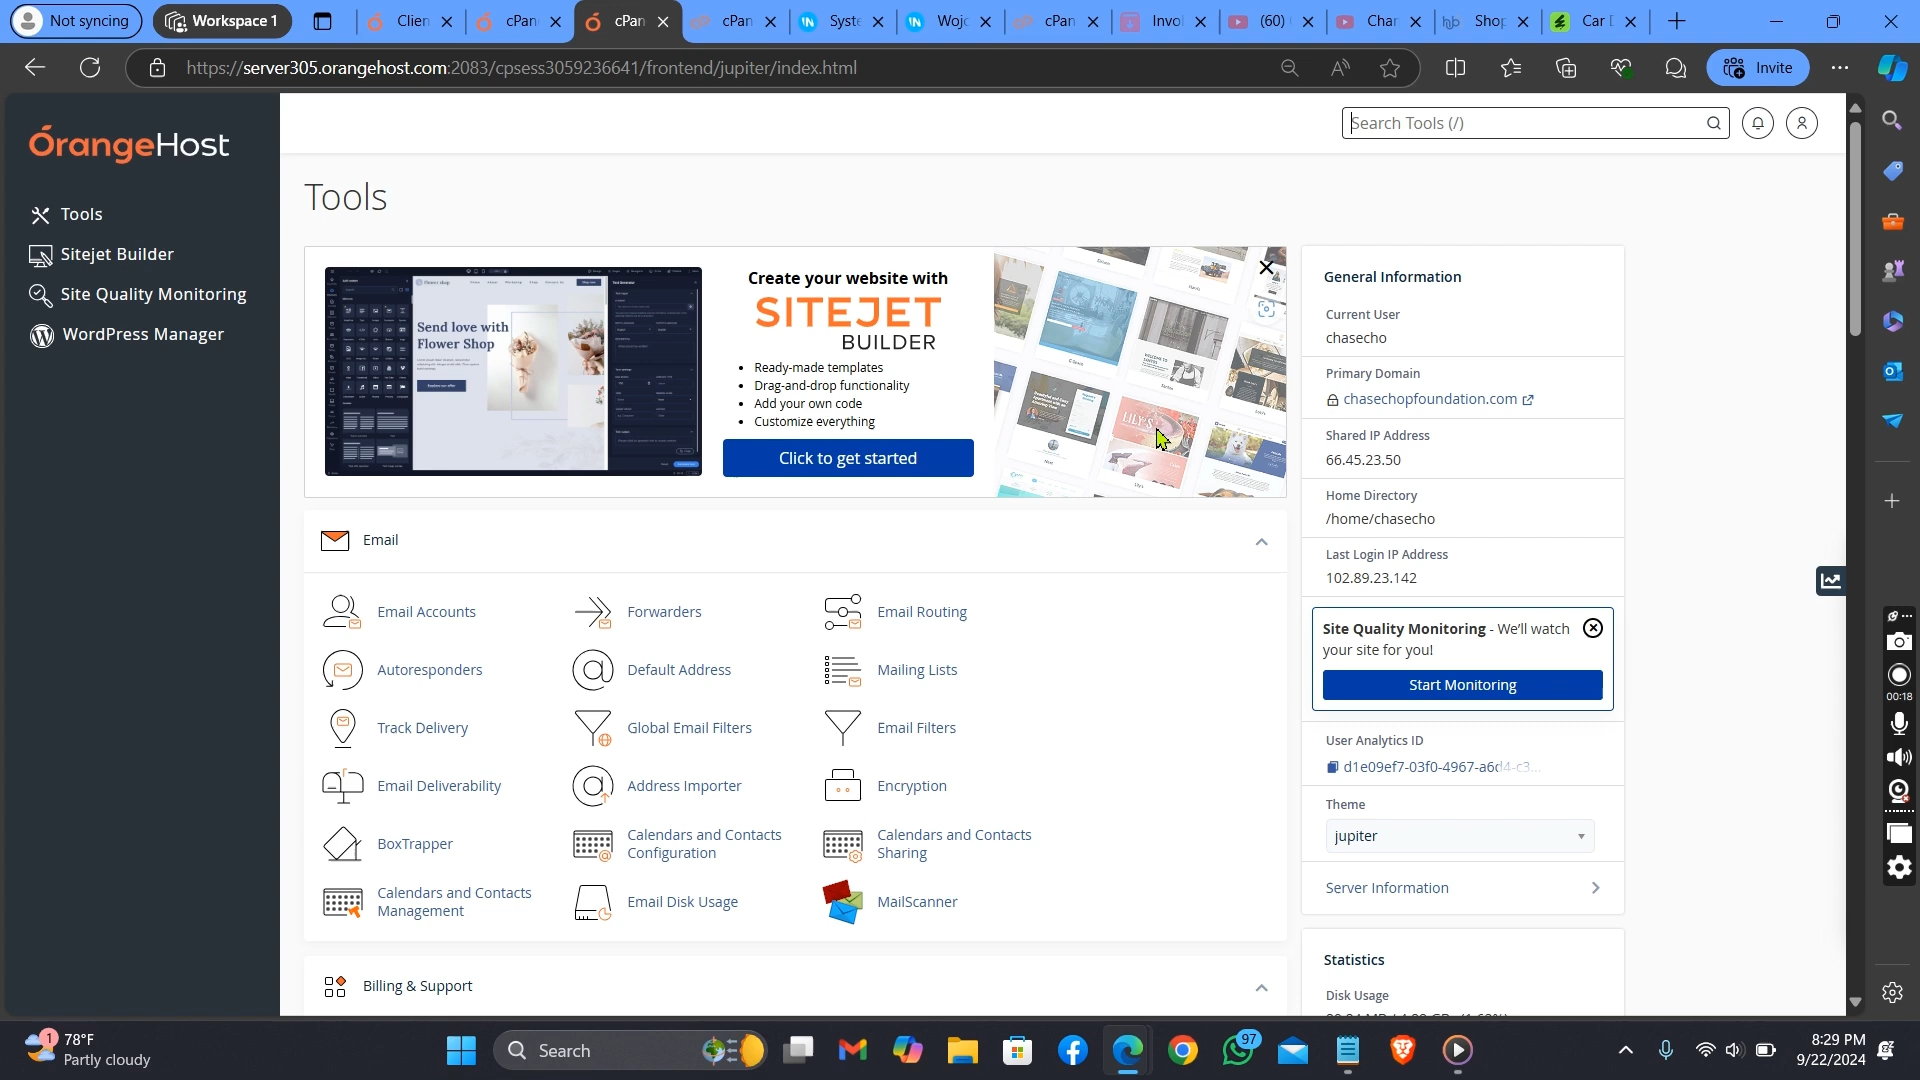 Not syncing
Workspace 1
Clien
cPan
cPan
cPan
Syste
Wojo
cPan
Invoi
(60)
Char
Shop
Car D
https://server305.orangehost.com:2083/cpsess3059236641/frontend/jupiter/index.html
Invite
OrangeHost
Search Tools (/)
Tools
Sitejet Builder
Site Quality Monitoring
WordPress Manager
Tools
Send love with
Flower Shop
Create your website with
SITEJET
BUILDER
• Ready-made templates
• Drag-and-drop functionality
• Add your own code
• Customize everything
Click to get started
LILY'S
General Information
Current User
chasecho
Primary Domain
chasechopfoundation.com
Shared IP Address
66.45.23.50
Home Directory
/home/chasecho
Last Login IP Address
102.89.23.142
Site Quality Monitoring - We'll watch
your site for you!
Start Monitoring
User Analytics ID
d1e09ef7-03f0-4967-a6d4-c3...
Theme
jupiter
Server Information
Statistics
Disk Usage
Email
Email Accounts
Forwarders
Email Routing
Autoresponders
Default Address
Mailing Lists
Track Delivery
Global Email Filters
Email Filters
Email Deliverability
Address Importer
Encryption
BoxTrapper
Calendars and Contacts
Configuration
Calendars and Contacts
Sharing
Calendars and Contacts
Management
Email Disk Usage
MailScanner
Billing & Support
00:18
1
78°F
Partly cloudy
Search
97
8:29 PM
9/22/2024